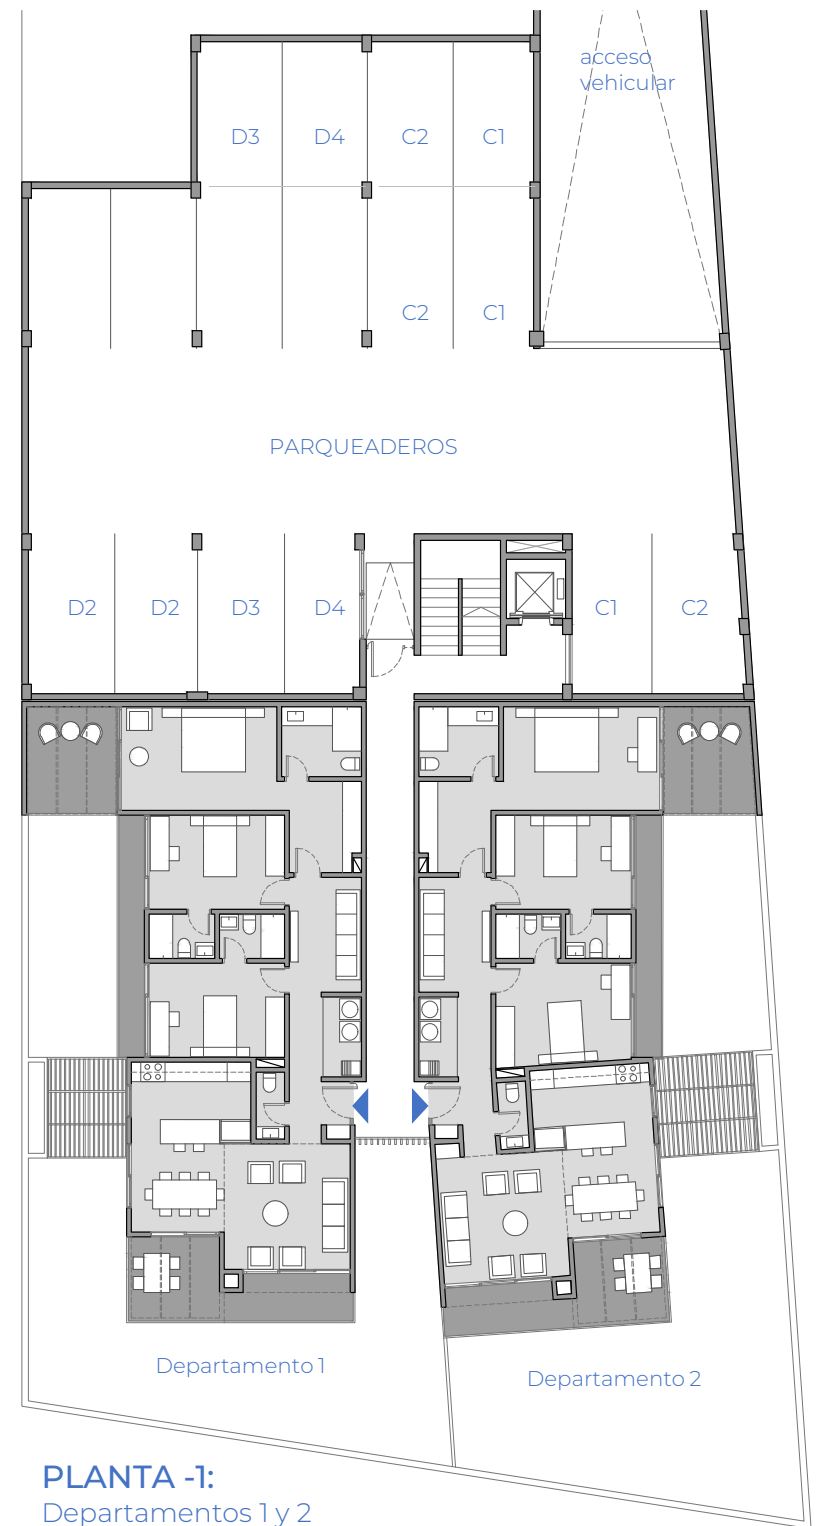 acceso
vehicular
D3 D4 C2 C1
C2 C1
PARQUEADEROS
D2 D2 D3 D4 C1 C2
Departamento 1
Departamento 2
PLANTA -1:
Departamentos 1 y 2